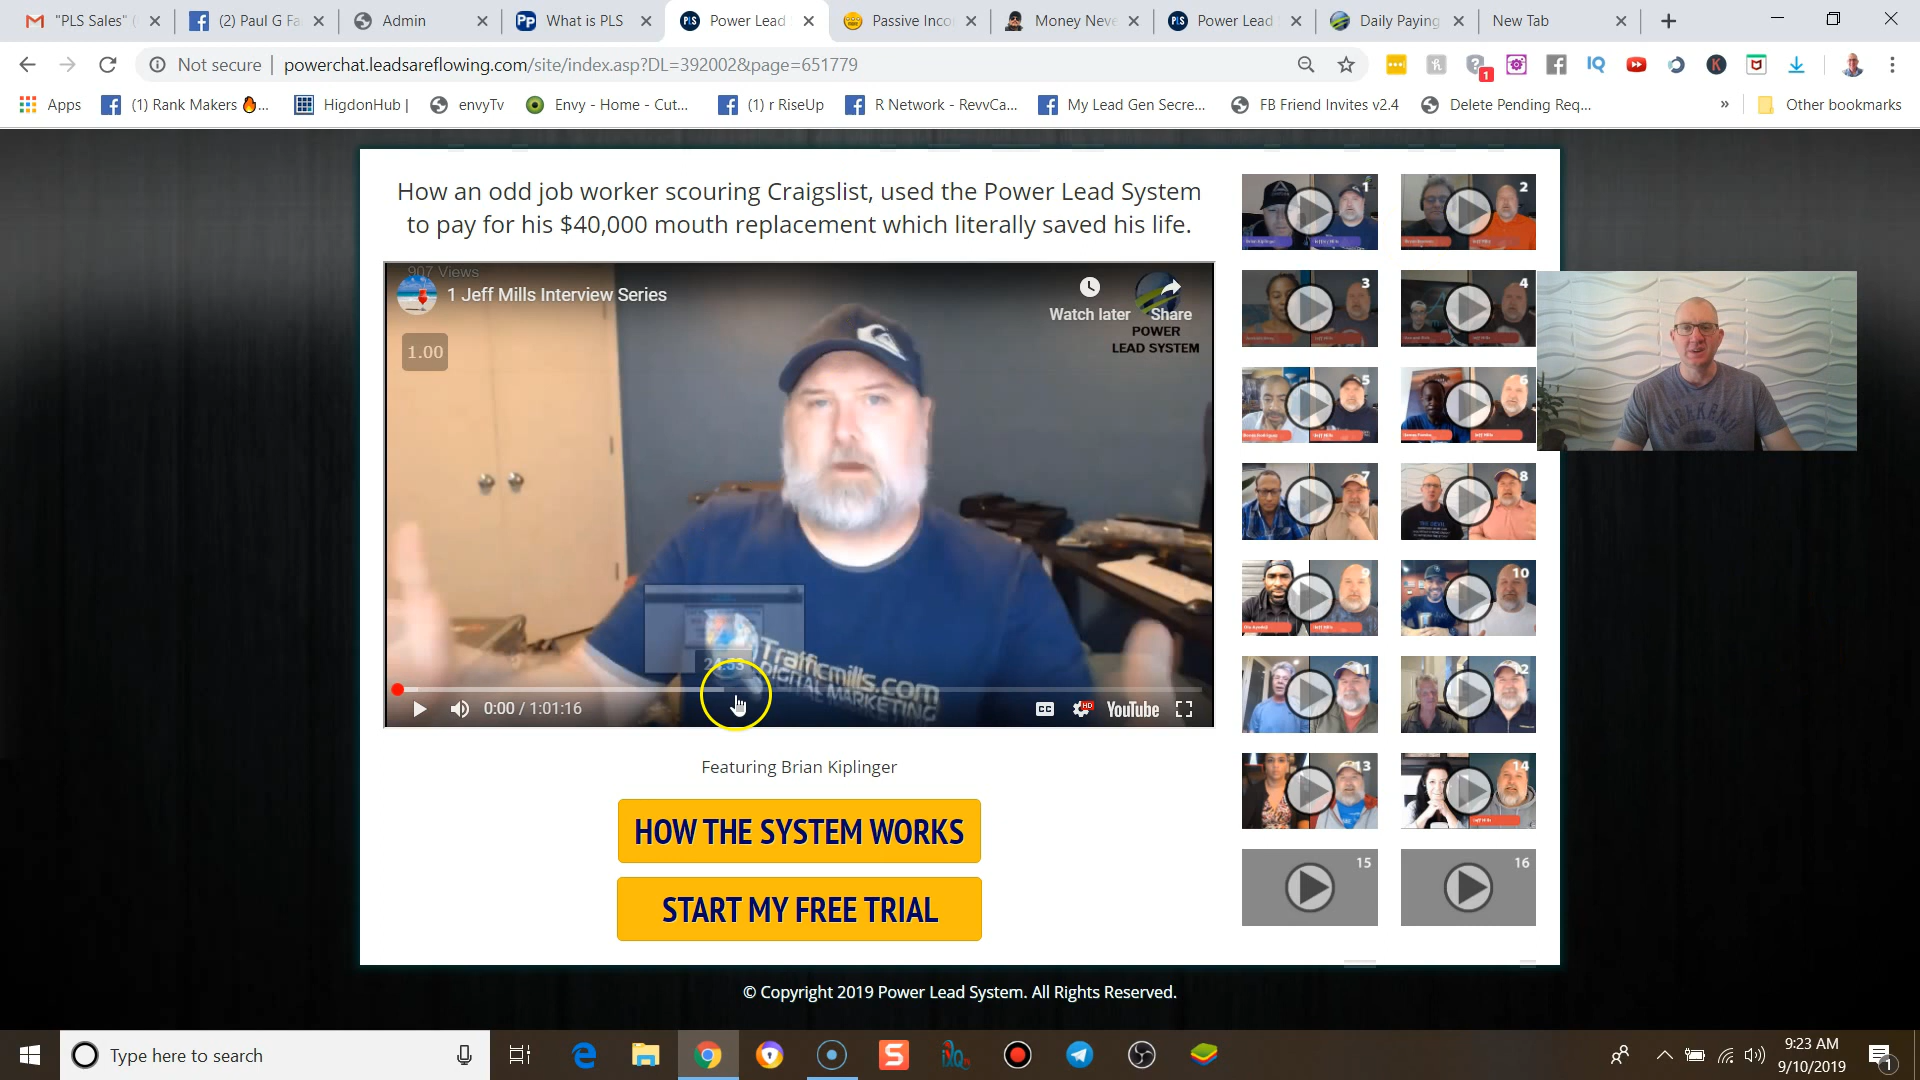 "PLS Sales" (
(2) Paul G Fa
Admin
What is PLS
Power Lead
Passive Inco
Money Neve
Power Lead
Daily Paying
New Tab
Not secure
powerchat.leadsareflowing.com/site/index.asp?DL=392002&page=651779
1
Apps
(1) Rank Makers 🔥...
HigdonHub |
envyTv
Envy - Home - Cut...
(1) r RiseUp
R Network - RevvCa...
My Lead Gen Secre...
FB Friend Invites v2.4
Delete Pending Req...
»
Other bookmarks
How an odd job worker scouring Craigslist, used the Power Lead System
to pay for his $40,000 mouth replacement which literally saved his life.
907 Views
1 Jeff Mills Interview Series
Watch later
Share
POWER
LEAD SYSTEM
1.00
Trafficmills.com
DIGITAL MARKETING
0:00 / 1:01:16
CC
HD
YouTube
Featuring Brian Kiplinger
HOW THE SYSTEM WORKS
START MY FREE TRIAL
1
2
3
4
5
6
7
8
9
10
11
12
13
14
15
16
© Copyright 2019 Power Lead System. All Rights Reserved.
Type here to search
9:23 AM
9/10/2019
1